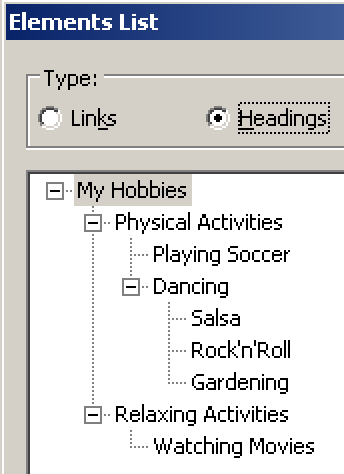 Elements List
Type:
Links Headings
My Hobbies
Physical Activities
Playing Soccer
Dancing
Salsa
Rock'n'Roll
Gardening
Relaxing Activities
Watching Movies